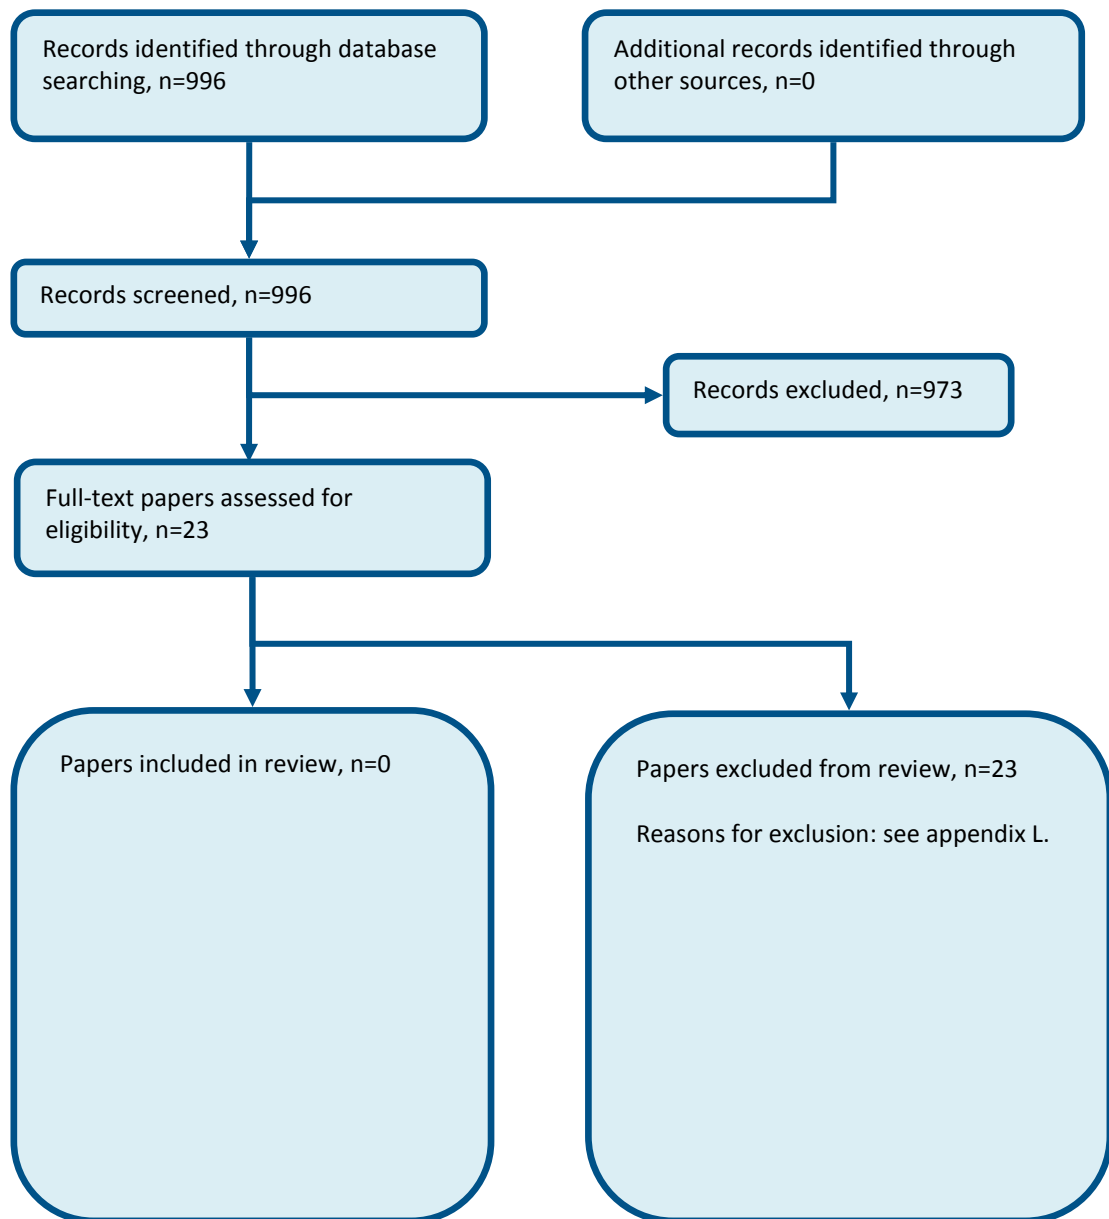 Records identified through database
searching, n=996
Additional records identified through
other sources, n=0
Records screened, n=996
Records excluded, n=973
Full-text papers assessed for
eligibility, n=23
Papers included in review, n=0
Papers excluded from review, n=23
Reasons for exclusion: see appendix L.